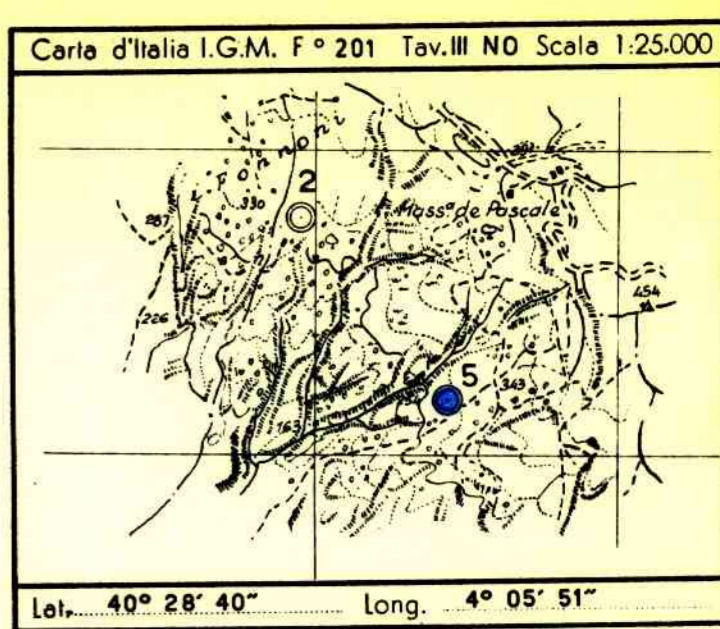 Carta d'Italia I.G.M. F° 201 Tav. III NO Scala 1:25.000
2
330
287
Massa de Pascale
454
226
5
343
163
Lat. 40° 28' 40" Long. 4° 05' 51"